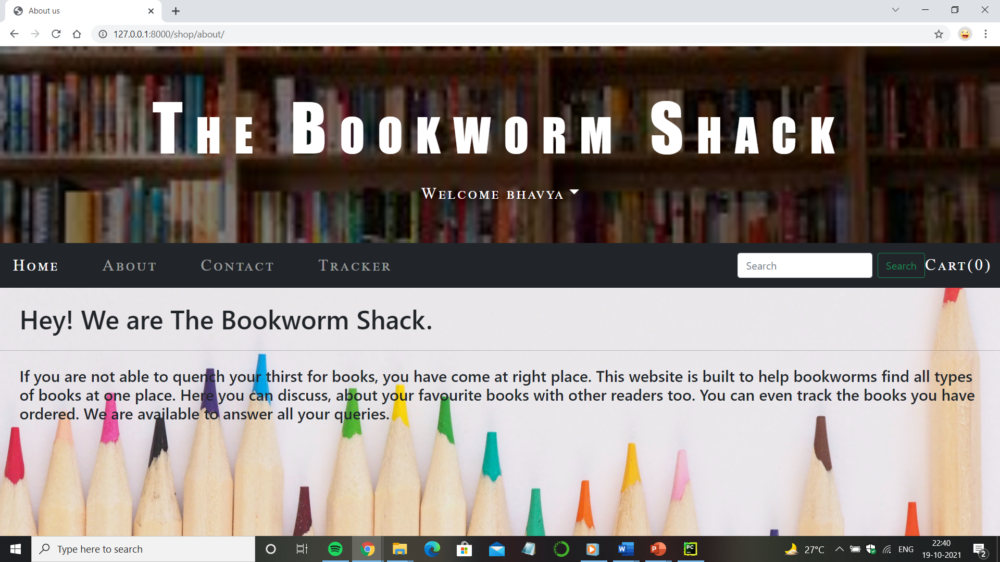 About us
127.0.0.1:8000/shop/about/
The Bookworm Shack
Welcome bhavya
Home About Contact Tracker Search Search Cart(0)
Hey! We are The Bookworm Shack.
If you are not able to quench your thirst for books, you have come at right place. This website is built to help bookworms find all types
of books at one place. Here you can discuss, about your favourite books with other readers too. You can even track the books you have
ordered. We are available to answer all your queries.
Type here to search W P PC 27°C ENG 22:40
19-10-2021 2